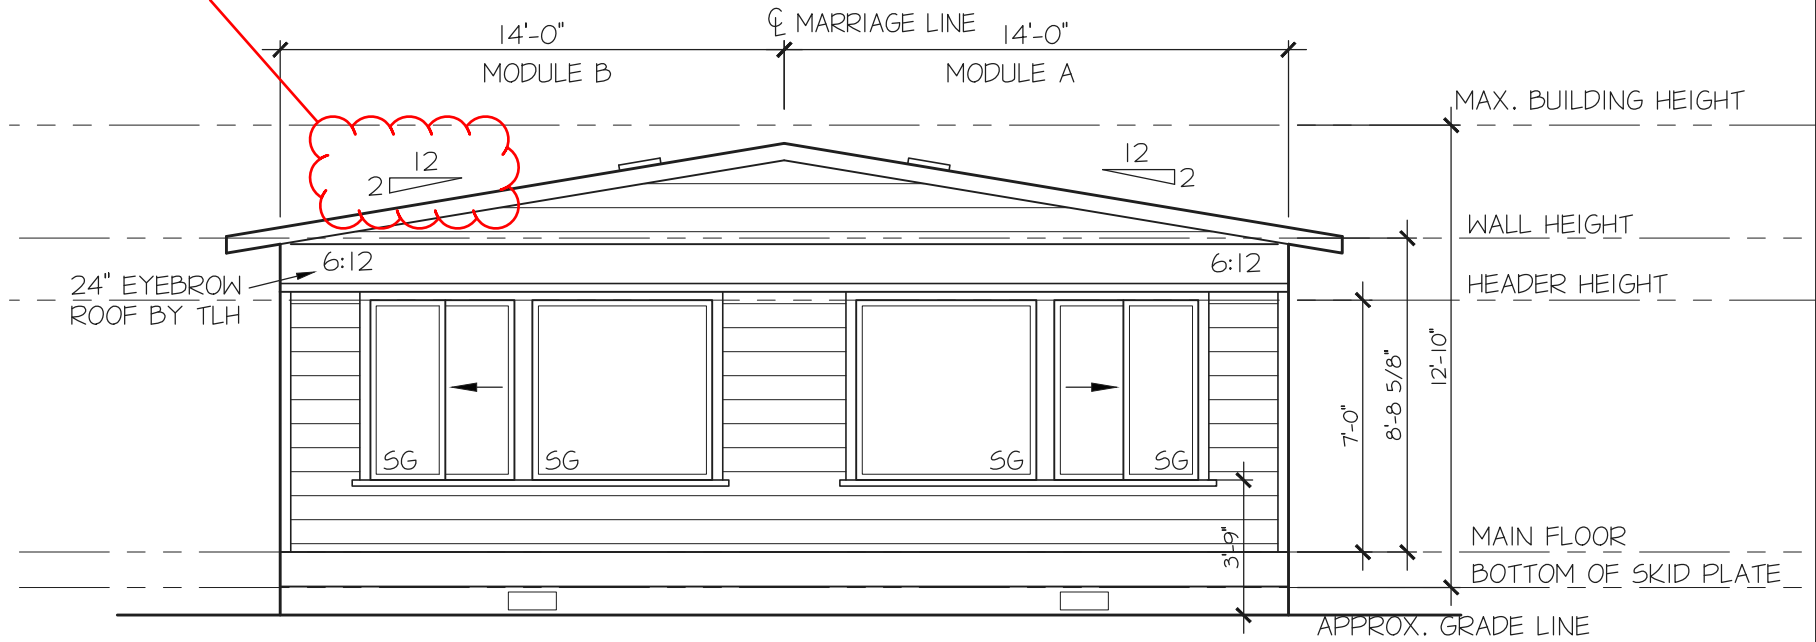 ℄ MARRIAGE LINE
14'-0"
14'-0"
MODULE B
MODULE A
MAX. BUILDING HEIGHT
12
2
12
2
WALL HEIGHT
6:12
6:12
24" EYEBROW
ROOF BY TLH
HEADER HEIGHT
12'-10"
8'-8 5/8"
7'-0"
SG
SG
SG
SG
3'-9"
MAIN FLOOR
BOTTOM OF SKID PLATE
APPROX. GRADE LINE